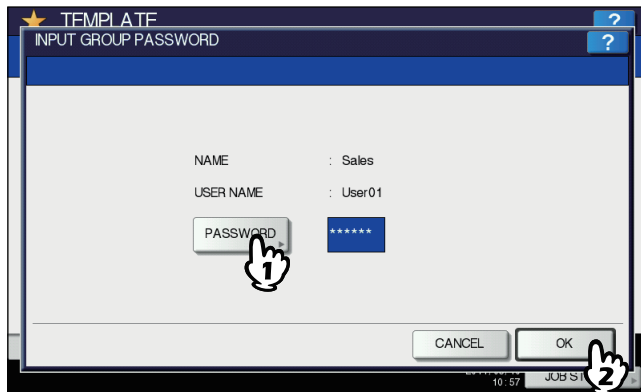 TEMPLATE ?
INPUT GROUP PASSWORD ?
NAME : Sales
USER NAME : User01
PASSWORD ******
1
CANCEL OK
10:57 JOB ST
2